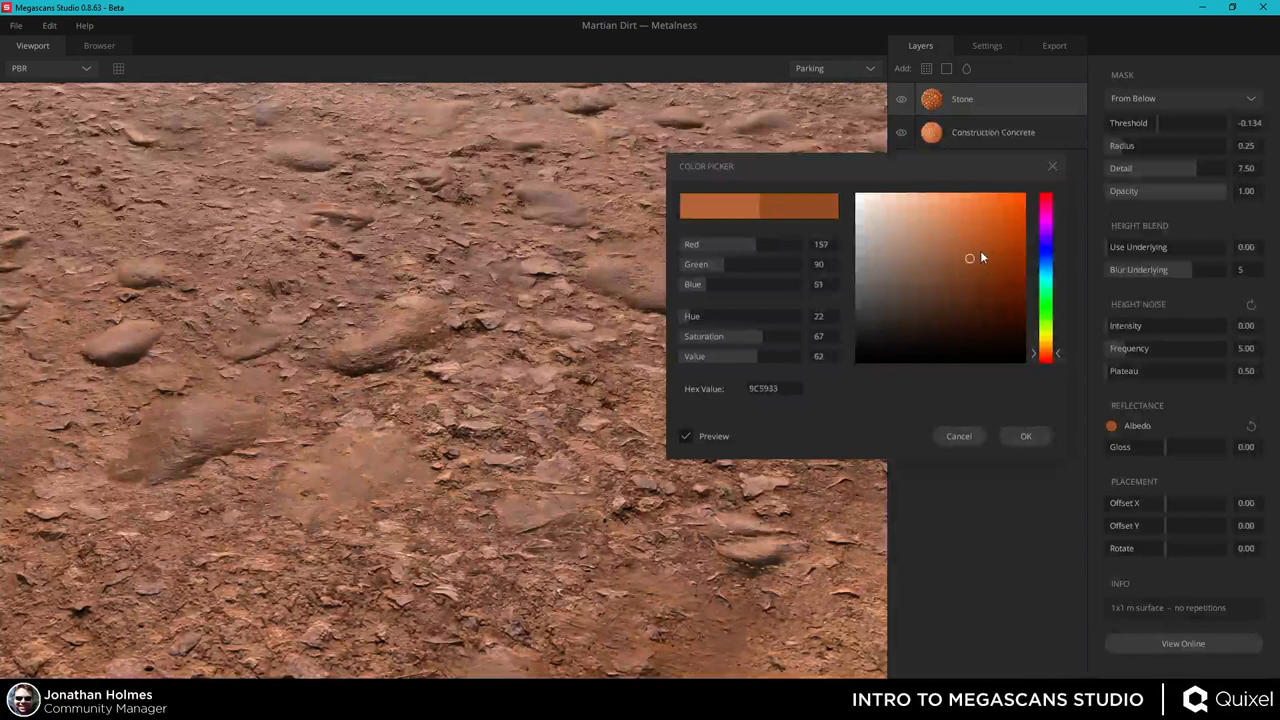 Megascans Studio 0.8.63 - Beta
File Edit Help
Martian Dirt — Metalness
Viewport Browser
Layers Settings Export
PBR
Parking
Add:
Stone
Construction Concrete
MASK
From Below
Threshold -0.134
Radius 0.25
Detail 7.50
Opacity 1.00
HEIGHT BLEND
Use Underlying 0.00
Blur Underlying 5
HEIGHT NOISE
Intensity 0.00
Frequency 5.00
Plateau 0.50
REFLECTANCE
Albedo
Gloss 0.00
PLACEMENT
Offset X 0.00
Offset Y 0.00
Rotate 0.00
INFO
1x1 m surface — no repetitions
View Online
COLOR PICKER
Red 157
Green 90
Blue 51
Hue 22
Saturation 67
Value 62
Hex Value: 9C5933
Preview
Cancel OK
Jonathan Holmes
Community Manager
INTRO TO MEGASCANS STUDIO
Quixel